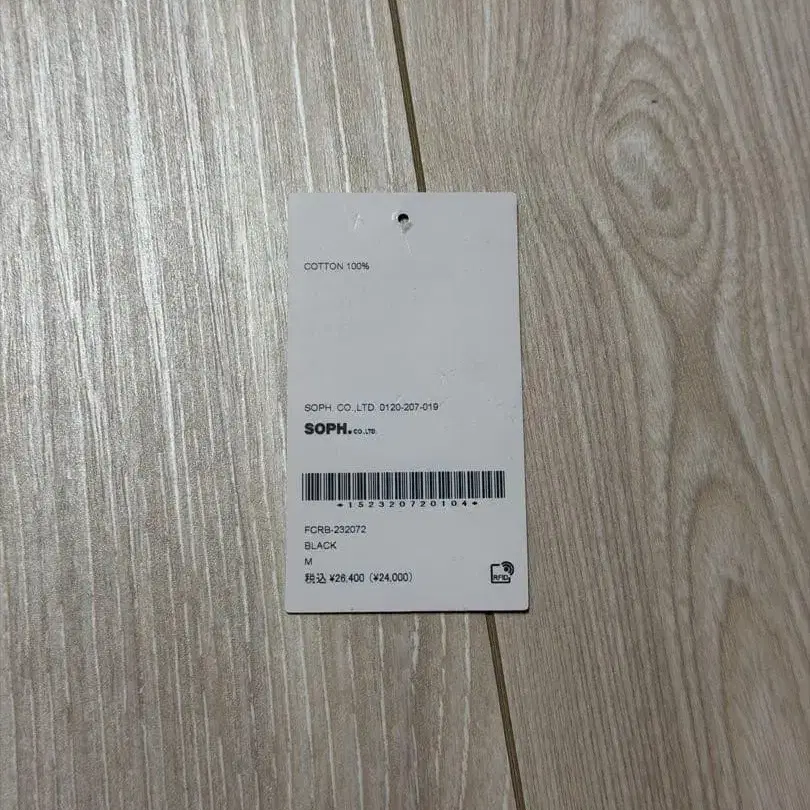 COTTON 100%
SOPH. CO.,LTD. 0120-207-019
SOPH.CO.,LTD.
*152320720104*
FCRB-232072
BLACK
M
税込 ¥26,400 (¥24,000)
RFID